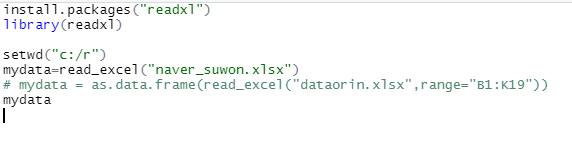 install.packages("readxl")
library(readxl)
setwd("c:/r")
mydata=read_excel("naver_suwon.xlsx")
# mydata = as.data.frame(read_excel("dataorin.xlsx",range="B1:K19"))
mydata